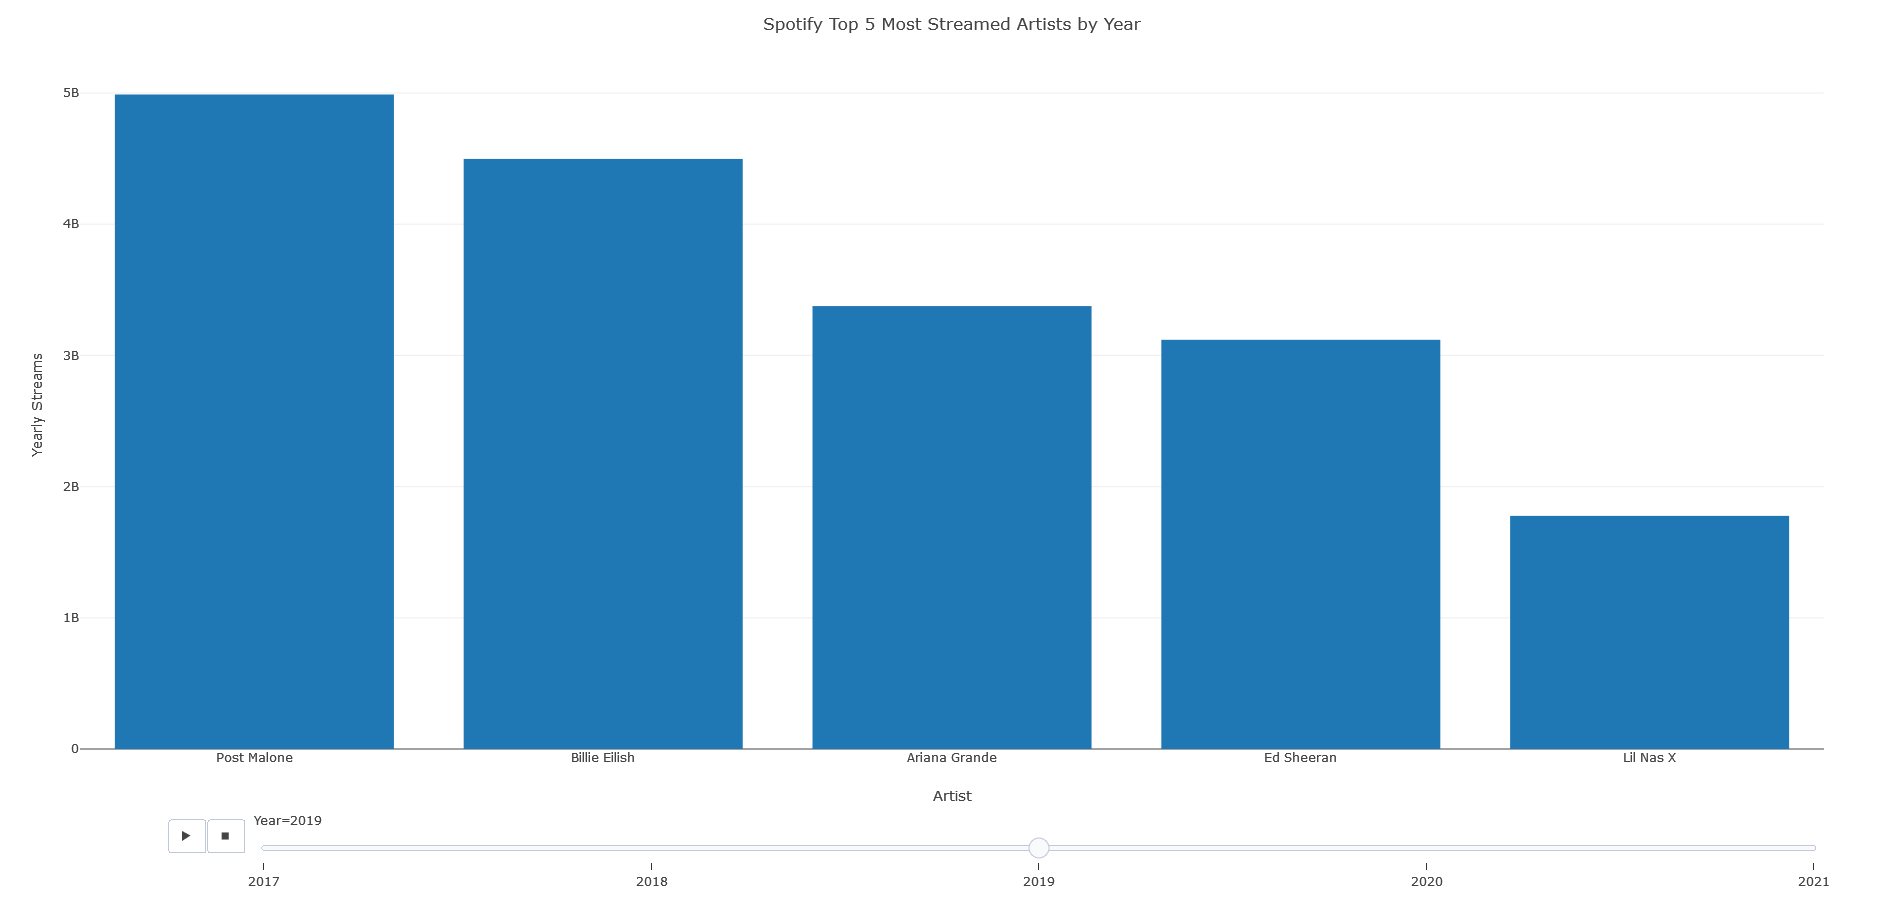 Spotify Top 5 Most Streamed Artists by Year
5B
4B
3B
2B
1B
0
Yearly Streams
Post Malone
Billie Eilish
Ariana Grande
Ed Sheeran
Lil Nas X
Artist
Year=2019
2017
2018
2019
2020
2021